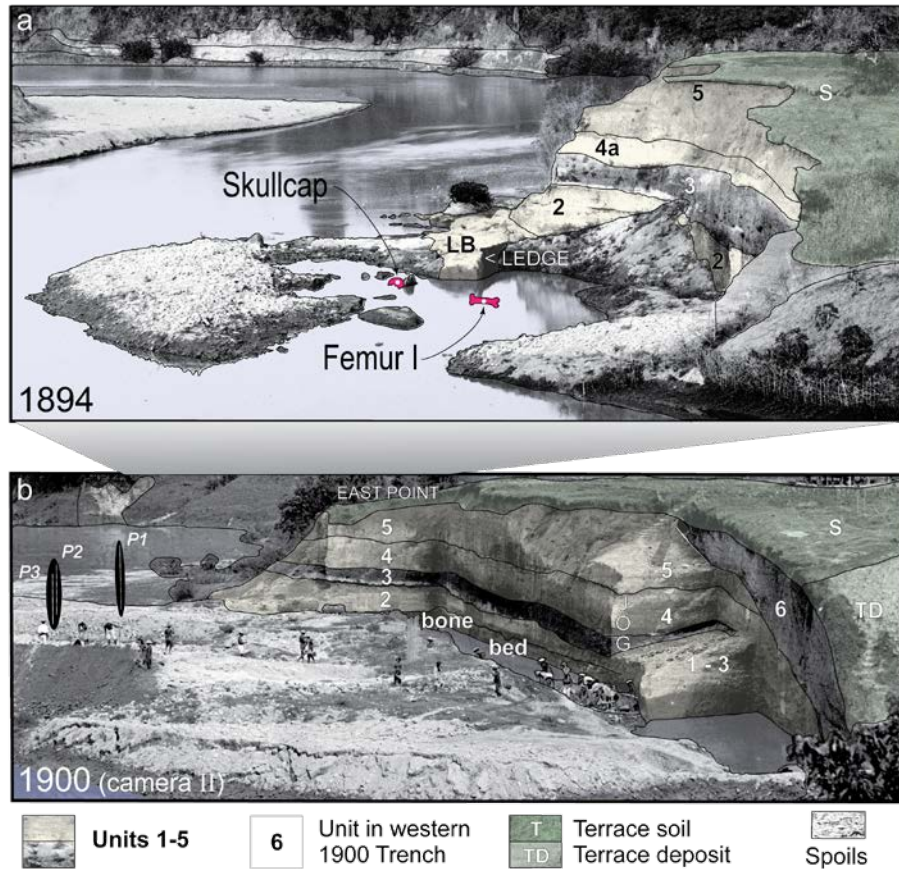 a
5
S
4a
Skullcap
3
2
LB
< LEDGE
2
Femur I
1894
b
EAST POINT
5
S
4
P1
P2
3
5
P3
6
2
J
TD
bone
O
4
G
bed
1 - 3
1900 (camera II)
Units 1-5
6
Unit in western
1900 Trench
T
Terrace soil
TD
Terrace deposit
Spoils